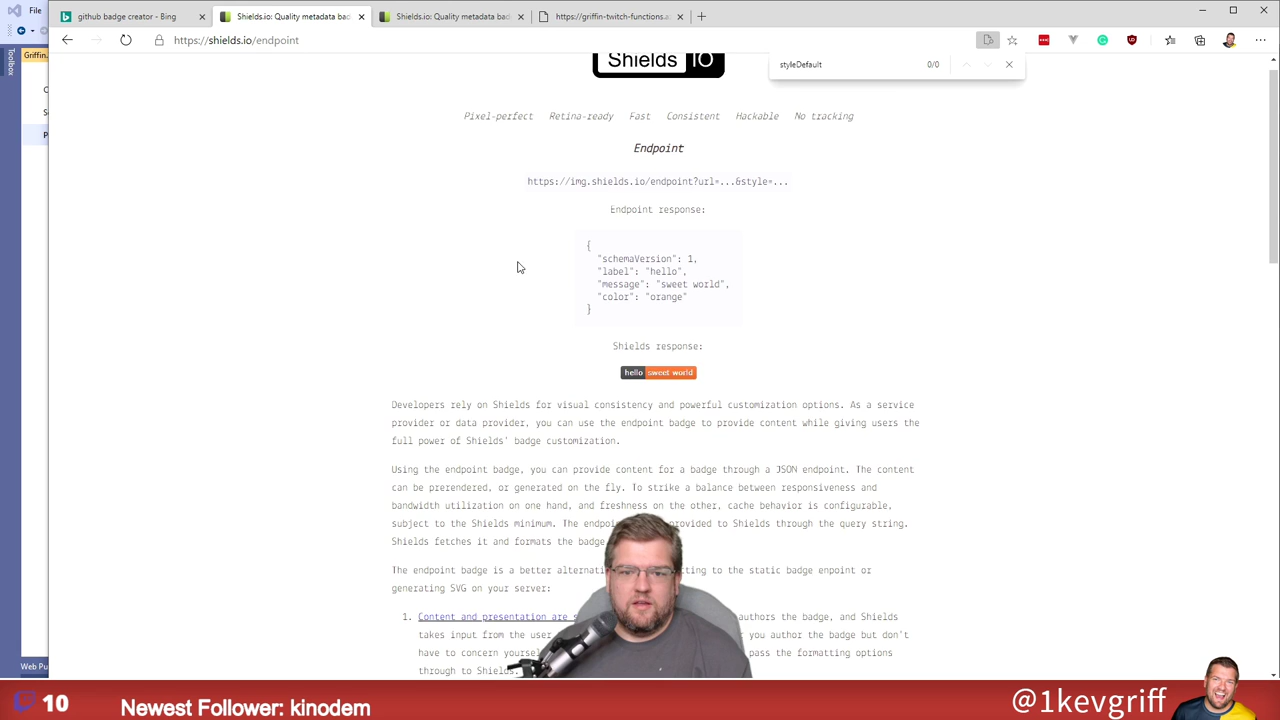 github badge creator - Bing
Shields.io: Quality metadata bad
Shields.io: Quality metadata bad
https://griffin-twitch-functions.a
https://shields.io/endpoint
styleDefault
0/0
Toolbox
Griffin.
Shields IO
Pixel-perfect Retina-ready Fast Consistent Hackable No tracking
Endpoint
https://img.shields.io/endpoint?url=...&style=...
Endpoint response:
{
"schemaVersion": 1,
"label": "hello",
"message": "sweet world",
"color": "orange"
}
Shields response:
hello sweet world
Developers rely on Shields for visual consistency and powerful customization options. As a service
provider or data provider, you can use the endpoint badge to provide content while giving users the
full power of Shields' badge customization.
Using the endpoint badge, you can provide content for a badge through a JSON endpoint. The content
can be prerendered, or generated on the fly. To strike a balance between responsiveness and
bandwidth utilization on one hand, and freshness on the other, cache behavior is configurable,
subject to the Shields minimum. The endpoint provided to Shields through the query string.
Shields fetches it and formats the badge
The endpoint badge is a better alternati to the static badge enpoint or
generating SVG on your server:
1. Content and presentation are authors the badge, and Shields
takes input from the user you author the badge but don't
have to concern yourself pass the formatting options
through to Shields.
Web Pu
10
Newest Follower: kinodem
@1kevgriff